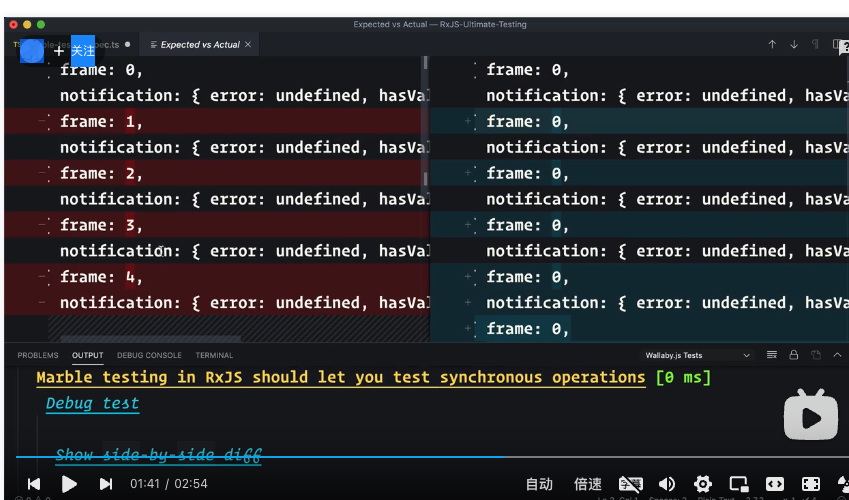 Expected vs Actual — RxJS-Ultimate-Testing
+ 关注
Expected vs Actual ×
frame: 0,
notification: { error: undefined, hasVal
- frame: 1,
notification: { error: undefined, hasVal
- frame: 2,
notification: { error: undefined, hasVal
- frame: 3,
notification: { error: undefined, hasVal
- frame: 4,
- notification: { error: undefined, hasVal
frame: 0,
notification: { error: undefined, hasVa
+ frame: 0,
notification: { error: undefined, hasVa
+ frame: 0,
notification: { error: undefined, hasVa
+ frame: 0,
notification: { error: undefined, hasVa
+ frame: 0,
+ notification: { error: undefined, hasVa
+ frame: 0,
PROBLEMS OUTPUT DEBUG CONSOLE TERMINAL Wallaby.js Tests
Marble testing in RxJS should let you test synchronous operations [0 ms]
Debug test
Show side-by-side diff
01:41 / 02:54 自动 倍速